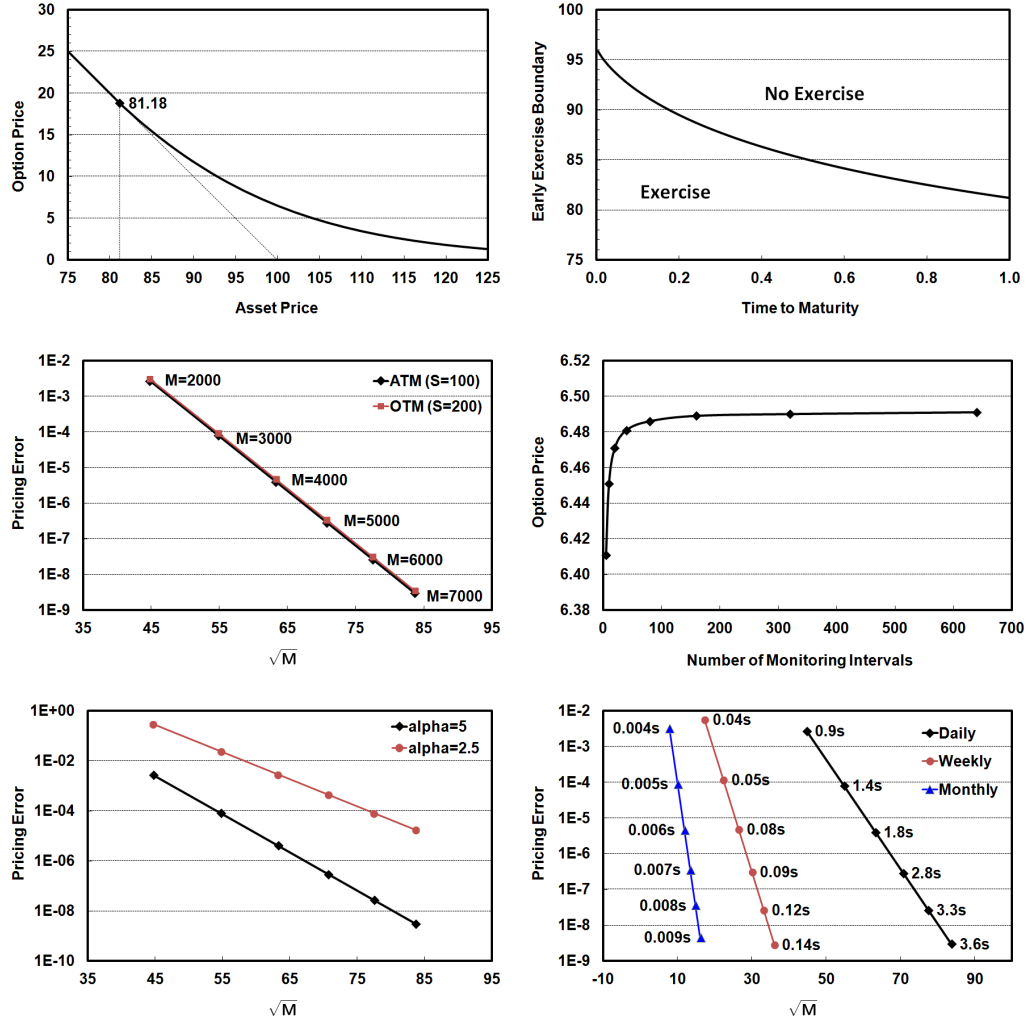 30
25
20
15
10
5
0
Option Price
81.18
75 80 85 90 95 100 105 110 115 120 125
Asset Price
100
95
90
85
80
75
Early Exercise Boundary
No Exercise
Exercise
0.0 0.2 0.4 0.6 0.8 1.0
Time to Maturity
1E-2
1E-3
1E-4
1E-5
1E-6
1E-7
1E-8
1E-9
Pricing Error
M=2000
M=3000
M=4000
M=5000
M=6000
M=7000
ATM (S=100)
OTM (S=200)
35 45 55 65 75 85 95
√M
6.52
6.50
6.48
6.46
6.44
6.42
6.40
6.38
Option Price
0 100 200 300 400 500 600 700
Number of Monitoring Intervals
1E+00
1E-02
1E-04
1E-06
1E-08
1E-10
Pricing Error
alpha=5
alpha=2.5
35 45 55 65 75 85 95
√M
1E-2
1E-3
1E-4
1E-5
1E-6
1E-7
1E-8
1E-9
Pricing Error
0.004s
0.005s
0.006s
0.007s
0.008s
0.009s
0.04s
0.05s
0.08s
0.09s
0.12s
0.14s
0.9s
1.4s
1.8s
2.8s
3.3s
3.6s
Daily
Weekly
Monthly
-10 10 30 50 70 90
√M